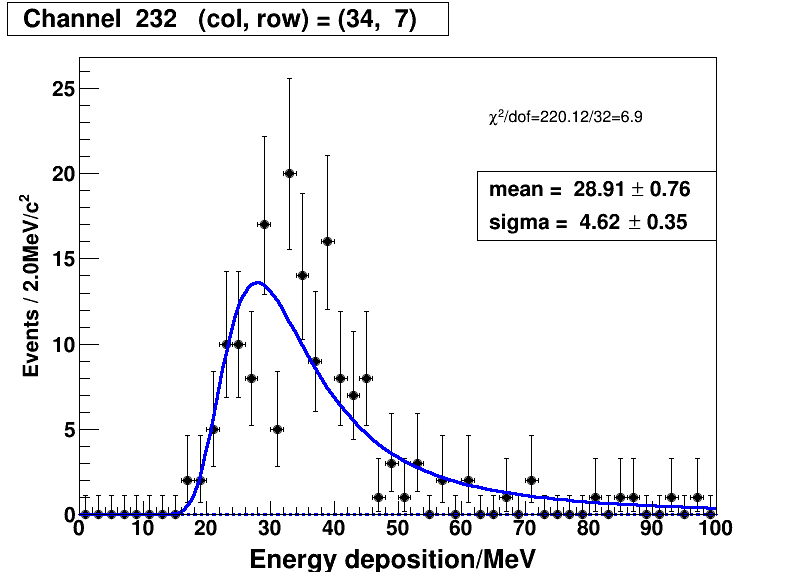 Channel 232 (col, row) = (34, 7)
χ²/dof=220.12/32=6.9
mean = 28.91 ± 0.76
sigma = 4.62 ± 0.35
Events / 2.0MeV/c²
25
20
15
10
5
0
0 10 20 30 40 50 60 70 80 90 100
Energy deposition/MeV